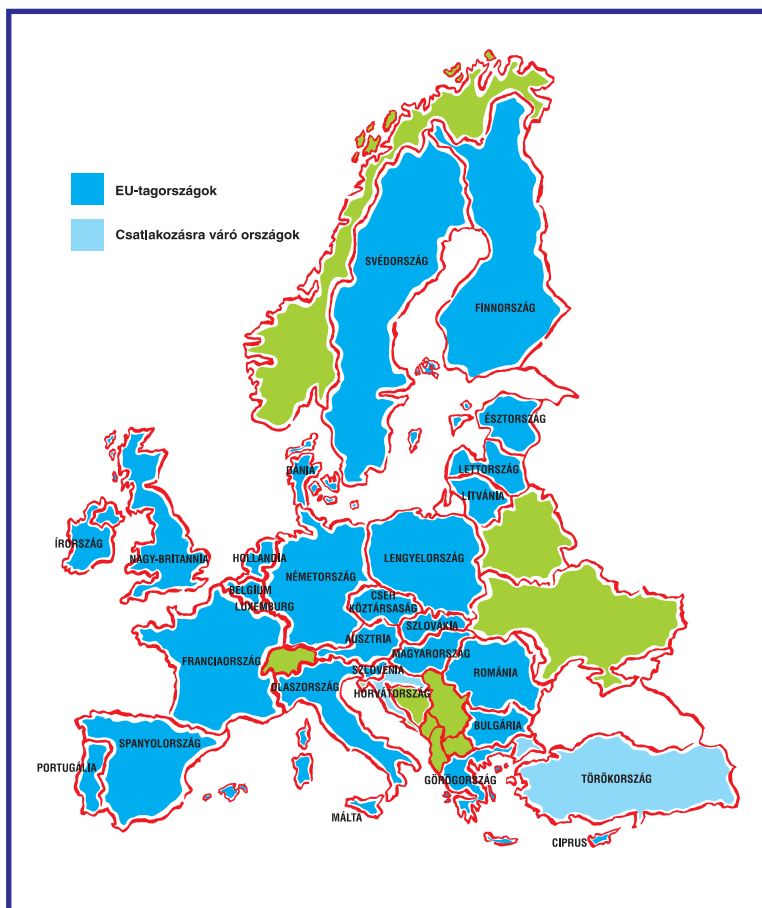 EU-tagországok
Csatlakozásra váró országok
SVÉDORSZÁG
FINNORSZÁG
ÉSZTORSZÁG
DÁNIA
LETTORSZÁG
LITVÁNIA
ÍRORSZÁG
NAGY-BRITANNIA
HOLLANDIA
LENGYELORSZÁG
NÉMETORSZÁG
BELGIUM
LUXEMBURG
CSEH
KÖZTÁRSASÁG
SZLOVÁKIA
AUSZTRIA
MAGYARORSZÁG
FRANCIAORSZÁG
SZLOVÉNIA
ROMÁNIA
OLASZORSZÁG
HORVÁTORSZÁG
BULGÁRIA
SPANYOLORSZÁG
PORTUGÁLIA
GÖRÖGORSZÁG
TÖRÖKORSZÁG
MÁLTA
CIPRUS